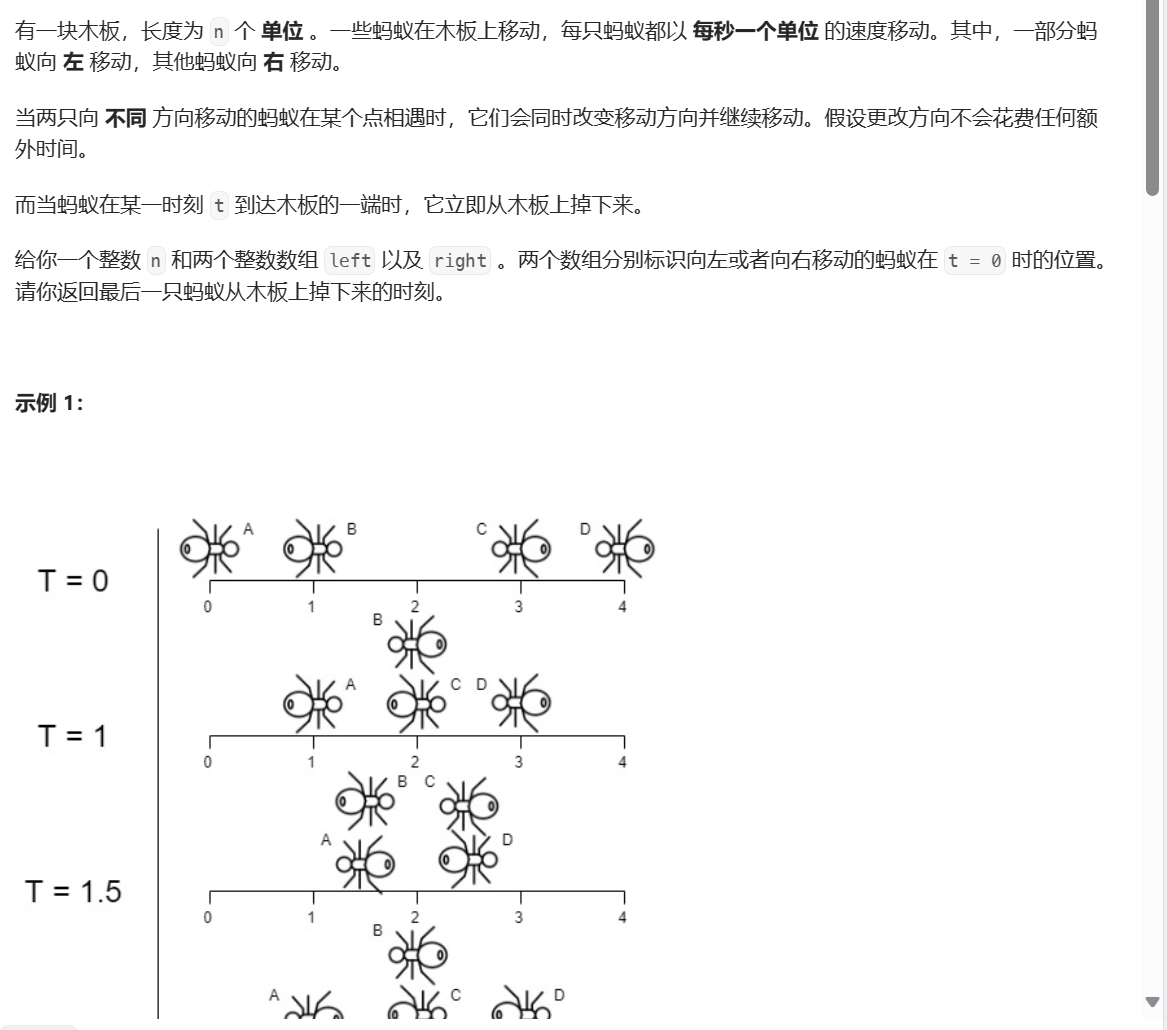 有一块木板，长度为 n 个 单位 。一些蚂蚁在木板上移动，每只蚂蚁都以 每秒一个单位 的速度移动。其中，一部分蚂
蚁向 左 移动，其他蚂蚁向 右 移动。
当两只向 不同 方向移动的蚂蚁在某个点相遇时，它们会同时改变移动方向并继续移动。假设更改方向不会花费任何额
外时间。
而当蚂蚁在某一时刻 t 到达木板的一端时，它立即从木板上掉下来。
给你一个整数 n 和两个整数数组 left 以及 right 。两个数组分别标识向左或者向右移动的蚂蚁在 t = 0 时的位置。
请你返回最后一只蚂蚁从木板上掉下来的时刻。
示例 1：
A B C D
T = 0
0 1 2 3 4
B
A C D
T = 1
0 1 2 3 4
B C
A D
T = 1.5
0 1 2 3 4
B
A C D